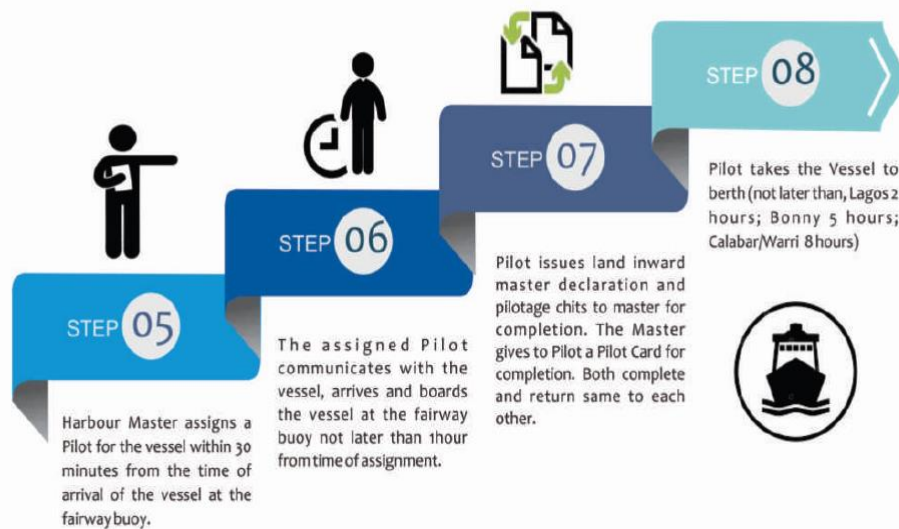 STEP 05
Harbour Master assigns a
Pilot for the vessel within 30
minutes from the time of
arrival of the vessel at the
fairway buoy.
STEP 06
The assigned Pilot
communicates with the
vessel, arrives and boards
the vessel at the fairway
buoy not later than 1hour
from time of assignment.
STEP 07
Pilot issues land inward
master declaration and
pilotage chits to master for
completion. The Master
gives to Pilot a Pilot Card for
completion. Both complete
and return same to each
other.
STEP 08
Pilot takes the Vessel to
berth (not later than, Lagos 2
hours; Bonny 5 hours;
Calabar/Warri 8 hours)